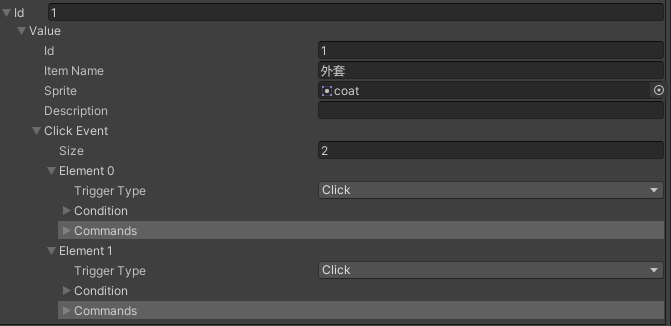 Id 1
Value
Id 1
Item Name 外套
Sprite coat
Description
Click Event
Size 2
Element 0
Trigger Type Click
Condition
Commands
Element 1
Trigger Type Click
Condition
Commands